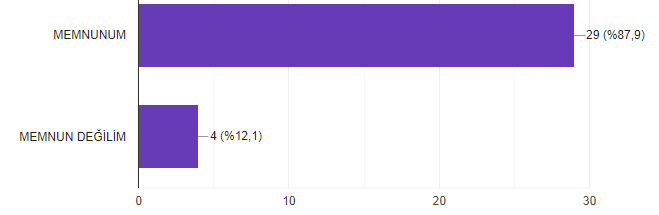 MEMNUNUM
29 (%87,9)
MEMNUN DEĞİLİM
4 (%12,1)
0 10 20 30